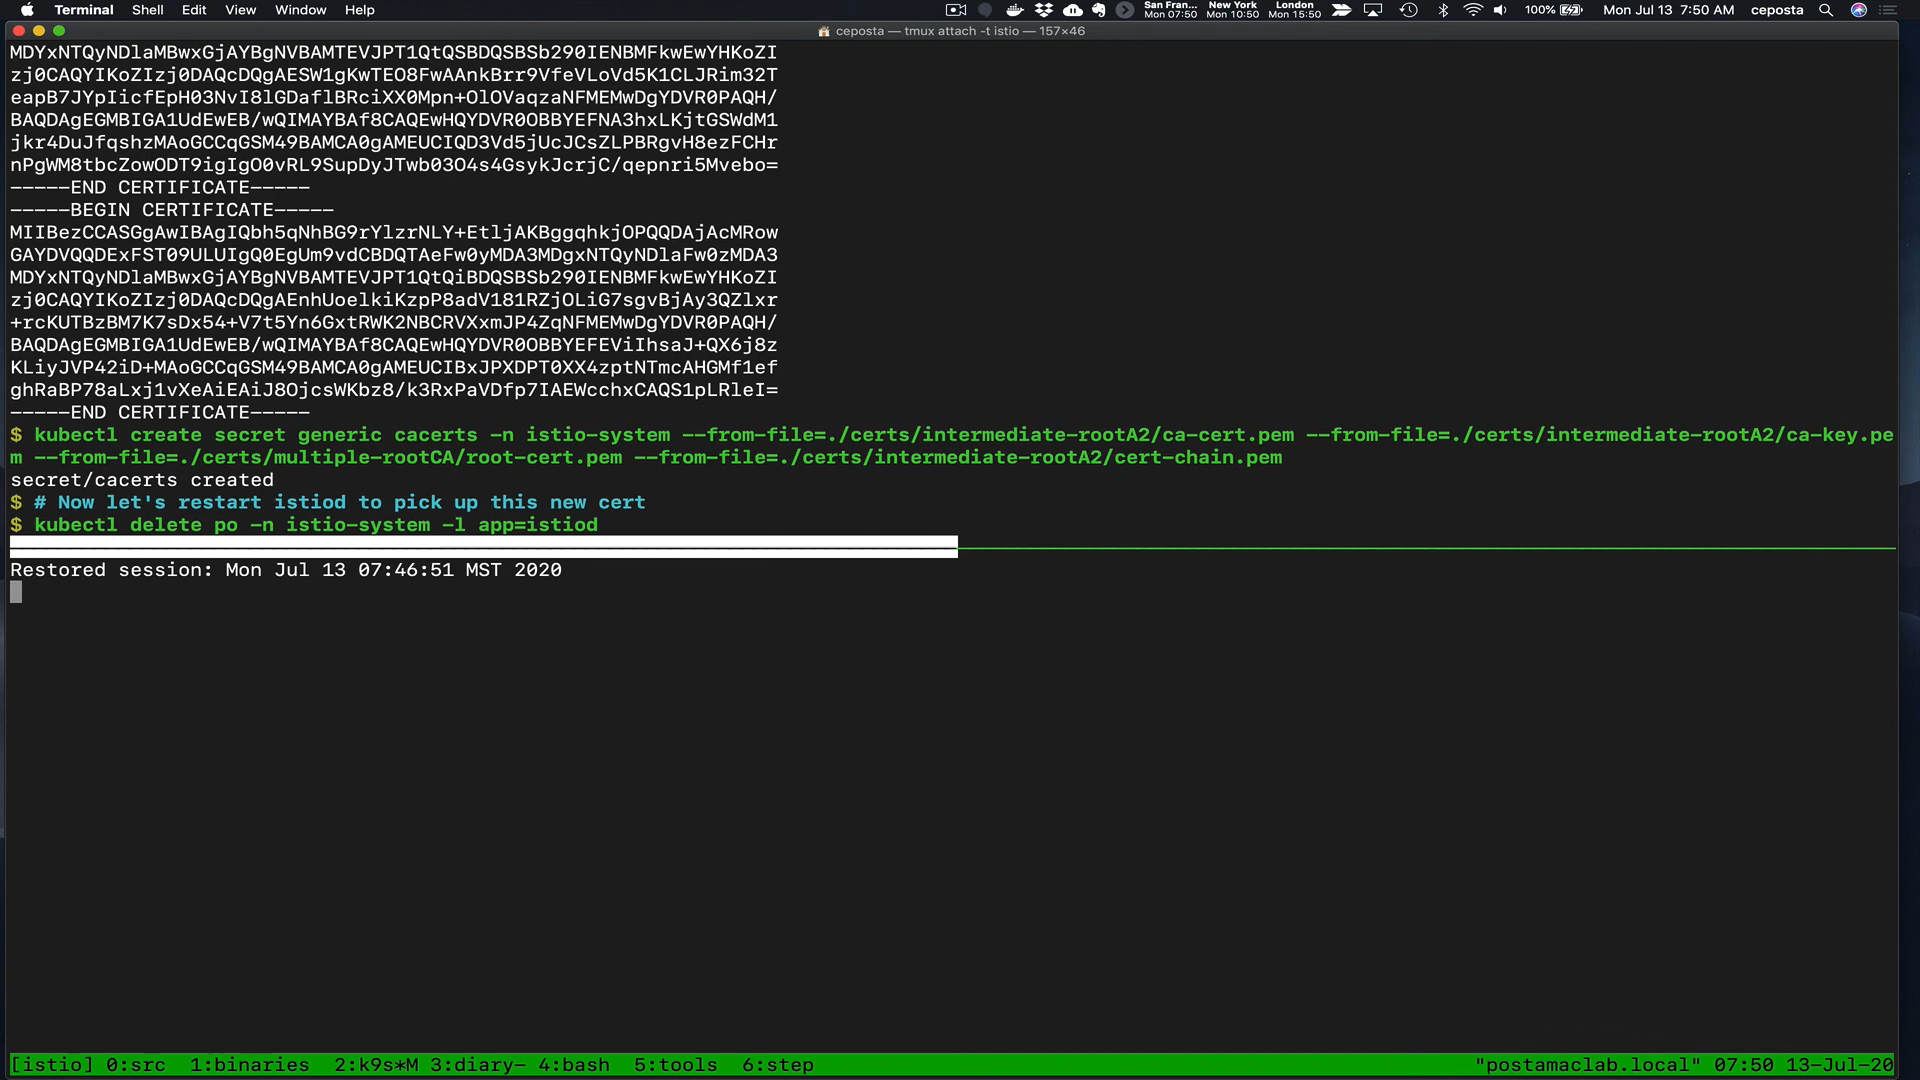 Terminal Shell Edit View Window Help
San Fran... New York London
Mon 07:50 Mon 10:50 Mon 15:50
100% Mon Jul 13 7:50 AM ceposta
ceposta — tmux attach -t istio — 157×46
MDYxNTQyNDlaMBwxGjAYBgNVBAMTEVJPT1QtQSBDQSBSb290IENBMFkwEwYHKoZI
zj0CAQYIKoZIzj0DAQcDQgAESW1gKwTEO8FwAAnkBrr9VfeVLoVd5K1CLJRim32T
eapB7JYpIicfEpH03NvI8lGDaflBRciXX0Mpn+OlOVaqzaNFMEMwDgYDVR0PAQH/
BAQDAgEGMBIGA1UdEwEB/wQIMAYBAf8CAQEwHQYDVR0OBBYEFNA3hxLKjtGSWdM1
jkr4DuJfqshzMAoGCCqGSM49BAMCA0gAMEUCIQD3Vd5jUcJCsZLPBRgvH8ezFCHr
nPgWM8tbcZowODT9igIgO0vRL9SupDyJTwb03O4s4GsykJcrjC/qepnri5Mvebo=
-----END CERTIFICATE-----
-----BEGIN CERTIFICATE-----
MIIBezCCASGgAwIBAgIQbh5qNhBG9rYlzrNLY+EtljAKBggqhkjOPQQDAjAcMRow
GAYDVQQDExFST09ULUIgQ0EgUm9vdCBDQTAeFw0yMDA3MDgxNTQyNDlaFw0zMDA3
MDYxNTQyNDlaMBwxGjAYBgNVBAMTEVJPT1QtQiBDQSBSb290IENBMFkwEwYHKoZI
zj0CAQYIKoZIzj0DAQcDQgAEnhUoelkiKzpP8adV181RZjOLiG7sgvBjAy3QZlxr
+rcKUTBzBM7K7sDx54+V7t5Yn6GxtRWK2NBCRVXxmJP4ZqNFMEMwDgYDVR0PAQH/
BAQDAgEGMBIGA1UdEwEB/wQIMAYBAf8CAQEwHQYDVR0OBBYEFEViIhsaJ+QX6j8z
KLiyJVP42iD+MAoGCCqGSM49BAMCA0gAMEUCIBxJPXDPT0XX4zptNTmcAHGMf1ef
ghRaBP78aLxj1vXeAiEAiJ8OjcsWKbz8/k3RxPaVDfp7IAEWcchxCAQS1pLRleI=
-----END CERTIFICATE-----
$ kubectl create secret generic cacerts -n istio-system --from-file=./certs/intermediate-rootA2/ca-cert.pem --from-file=./certs/intermediate-rootA2/ca-key.pe
m --from-file=./certs/multiple-rootCA/root-cert.pem --from-file=./certs/intermediate-rootA2/cert-chain.pem
secret/cacerts created
$ # Now let's restart istiod to pick up this new cert
$ kubectl delete po -n istio-system -l app=istiod
Restored session: Mon Jul 13 07:46:51 MST 2020
[istio] 0:src 1:binaries 2:k9s*M 3:diary- 4:bash 5:tools 6:step "postamaclab.local" 07:50 13-Jul-20